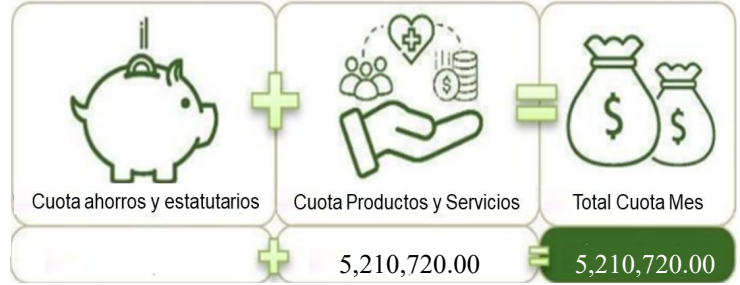 Cuota ahorros y estatutarios
Cuota Productos y Servicios
Total Cuota Mes
5,210,720.00
5,210,720.00